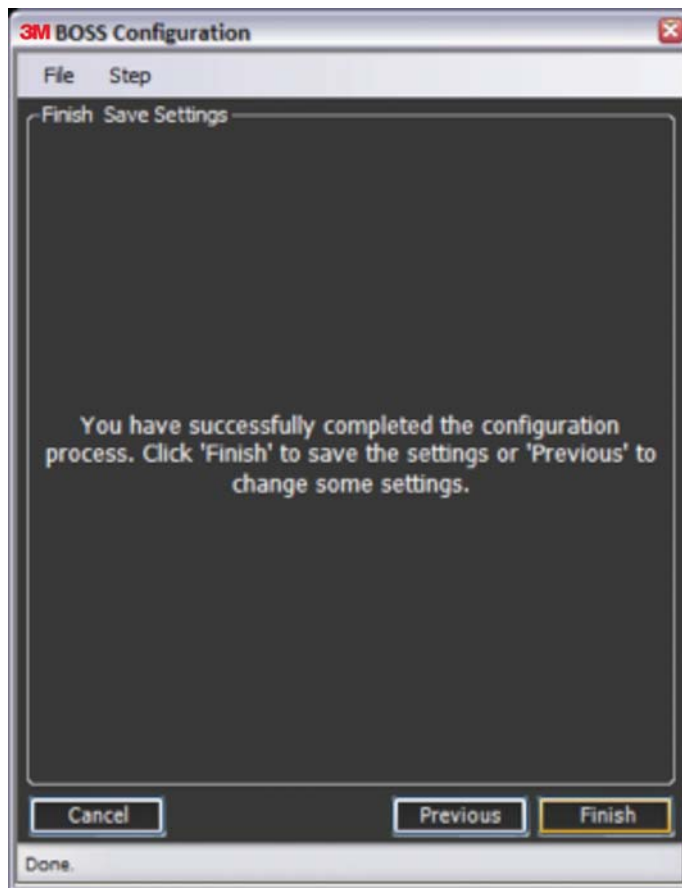 3M BOSS Configuration
File Step
Finish Save Settings
You have successfully completed the configuration
process. Click 'Finish' to save the settings or 'Previous' to
change some settings.
Cancel Previous Finish
Done.